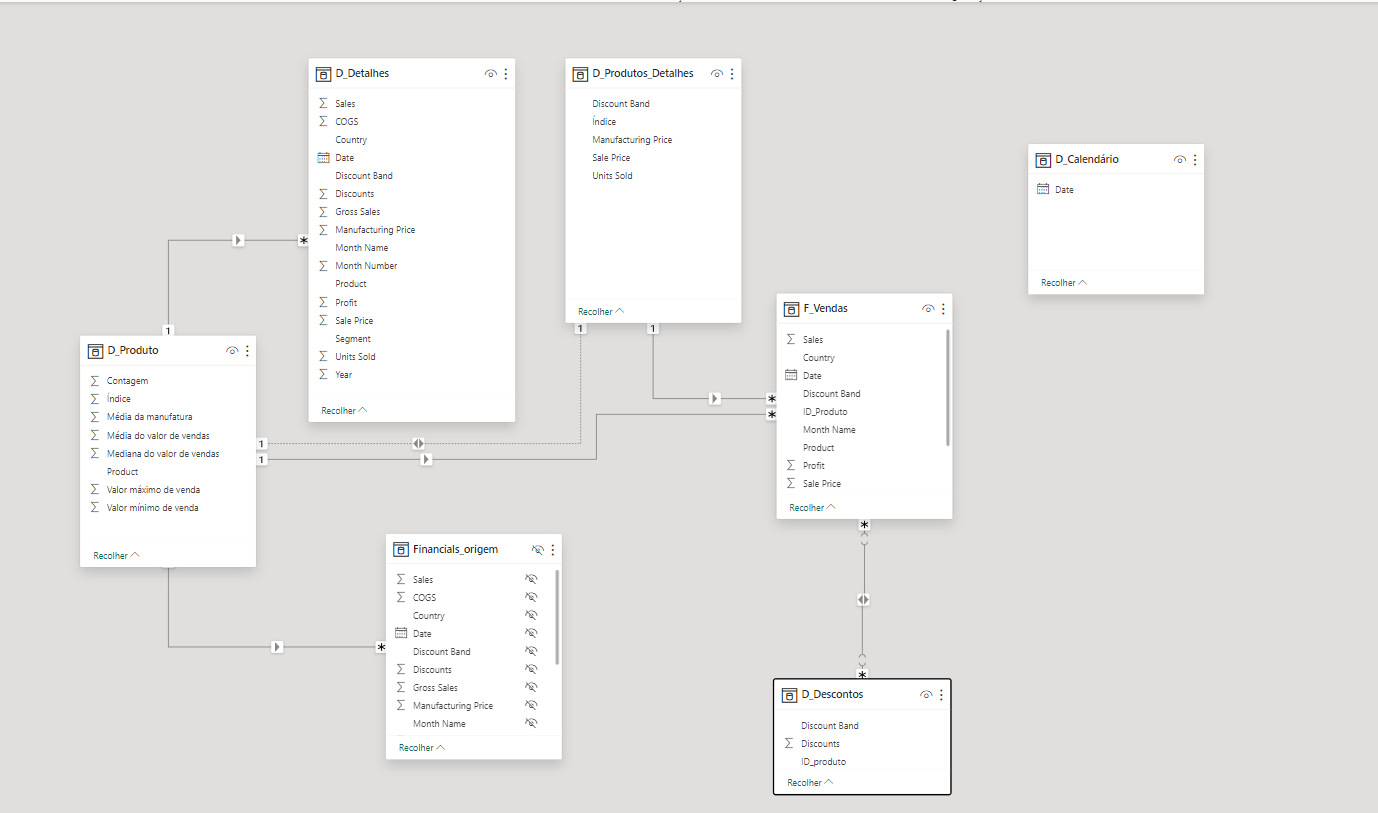 D_Detalhes
Sales
COGS
Country
Date
Discount Band
Discounts
Gross Sales
Manufacturing Price
Month Name
Month Number
Product
Profit
Sale Price
Segment
Units Sold
Year
Recolher
D_Produtos_Detalhes
Discount Band
Índice
Manufacturing Price
Sale Price
Units Sold
Recolher
D_Calendário
Date
Recolher
F_Vendas
Sales
Country
Date
Discount Band
ID_Produto
Month Name
Product
Profit
Sale Price
Recolher
D_Produto
Contagem
Índice
Média da manufatura
Média do valor de vendas
Mediana do valor de vendas
Product
Valor máximo de venda
Valor mínimo de venda
Recolher
Financials_origem
Sales
COGS
Country
Date
Discount Band
Discounts
Gross Sales
Manufacturing Price
Month Name
Recolher
D_Descontos
Discount Band
Discounts
ID_produto
Recolher
1
*
1
1
*
*
1
1
*
*
*